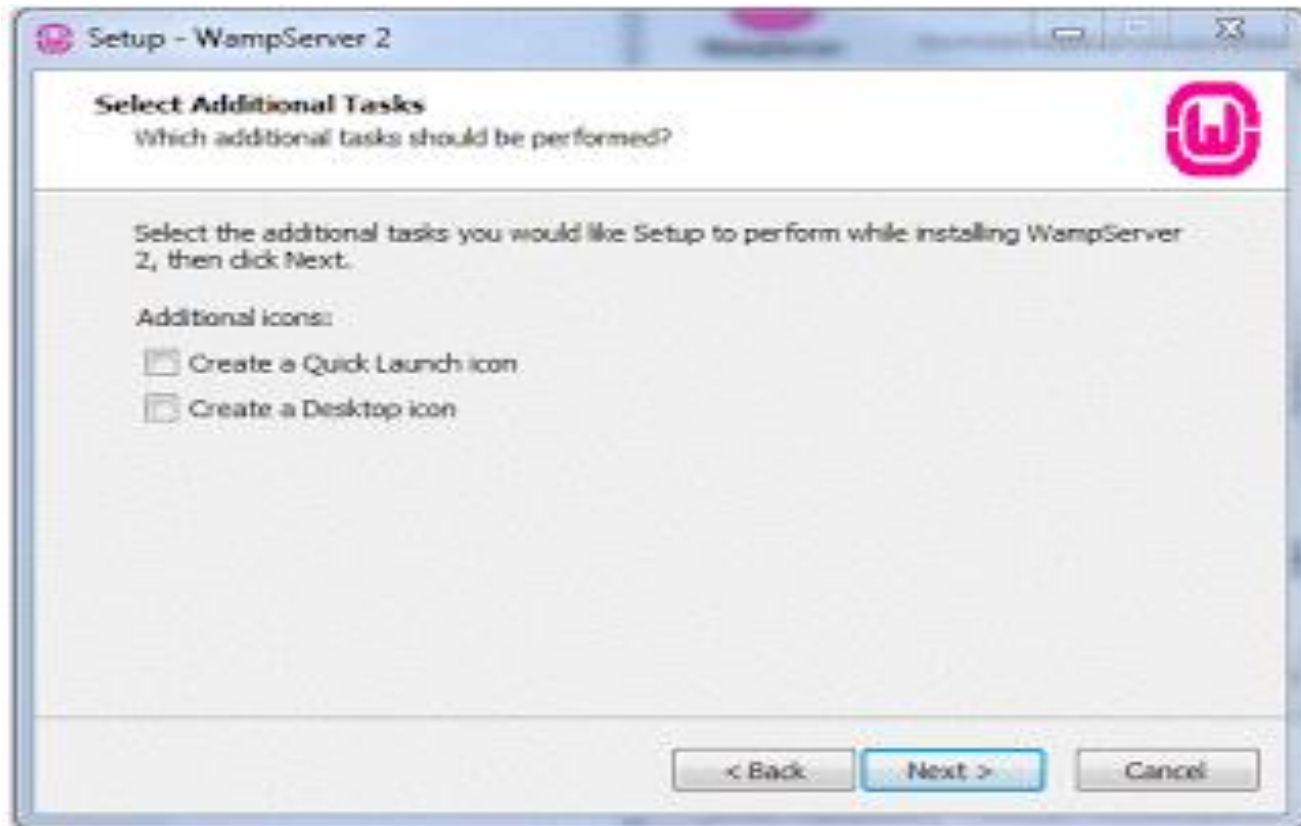 Setup - WampServer 2
WampServer
Select Additional Tasks
Which additional tasks should be performed?
Select the additional tasks you would like Setup to perform while installing WampServer
2, then click Next.
Additional icons:
Create a Quick Launch icon
Create a Desktop icon
< Back
Next >
Cancel